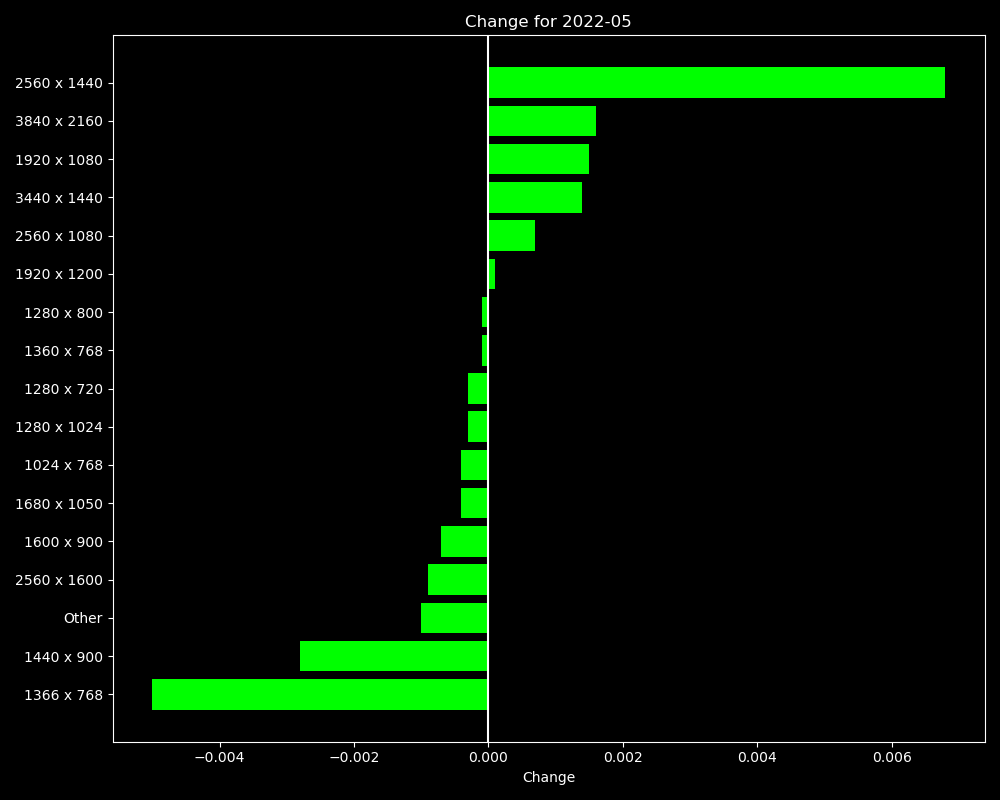 Change for 2022-05
2560 x 1440
3840 x 2160
1920 x 1080
3440 x 1440
2560 x 1080
1920 x 1200
1280 x 800
1360 x 768
1280 x 720
1280 x 1024
1024 x 768
1680 x 1050
1600 x 900
2560 x 1600
Other
1440 x 900
1366 x 768
−0.004 −0.002 0.000 0.002 0.004 0.006
Change